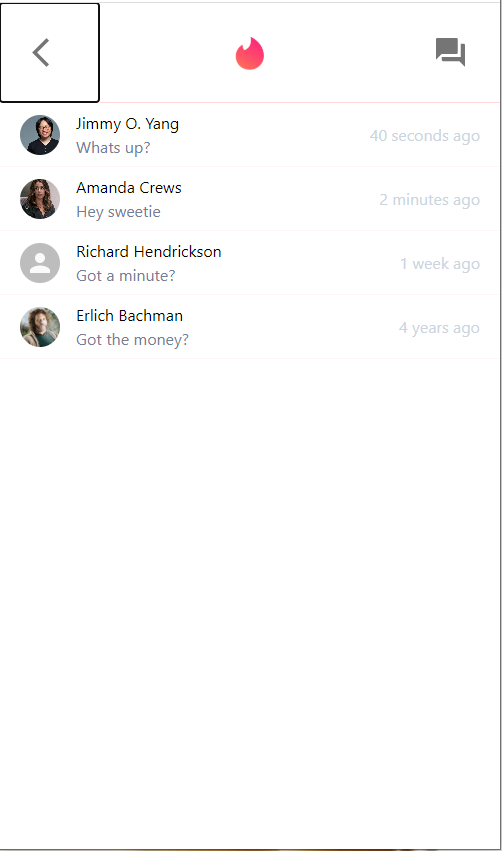 Jimmy O. Yang
40 seconds ago
Whats up?
Amanda Crews
2 minutes ago
Hey sweetie
Richard Hendrickson
1 week ago
Got a minute?
Erlich Bachman
4 years ago
Got the money?